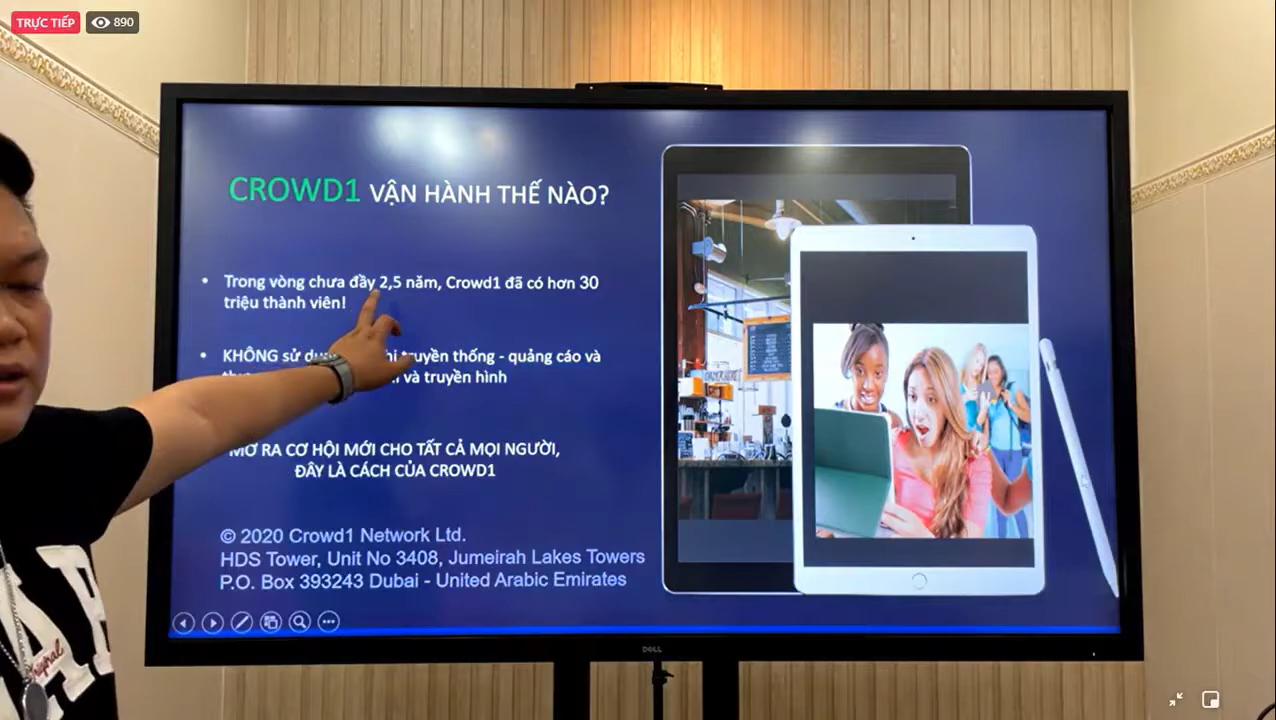 TRỰC TIẾP
890
CROWD1 VẬN HÀNH THẾ NÀO?
• Trong vòng chưa đầy 2,5 năm, Crowd1 đã có hơn 30
triệu thành viên!
• KHÔNG sử truyền thống - quảng cáo và
và truyền hình
MỞ RA CƠ HỘI MỚI CHO TẤT CẢ MỌI NGƯỜI,
ĐÂY LÀ CÁCH CỦA CROWD1
© 2020 Crowd1 Network Ltd.
HDS Tower, Unit No 3408, Jumeirah Lakes Towers
P.O. Box 393243 Dubai - United Arabic Emirates
DELL
original